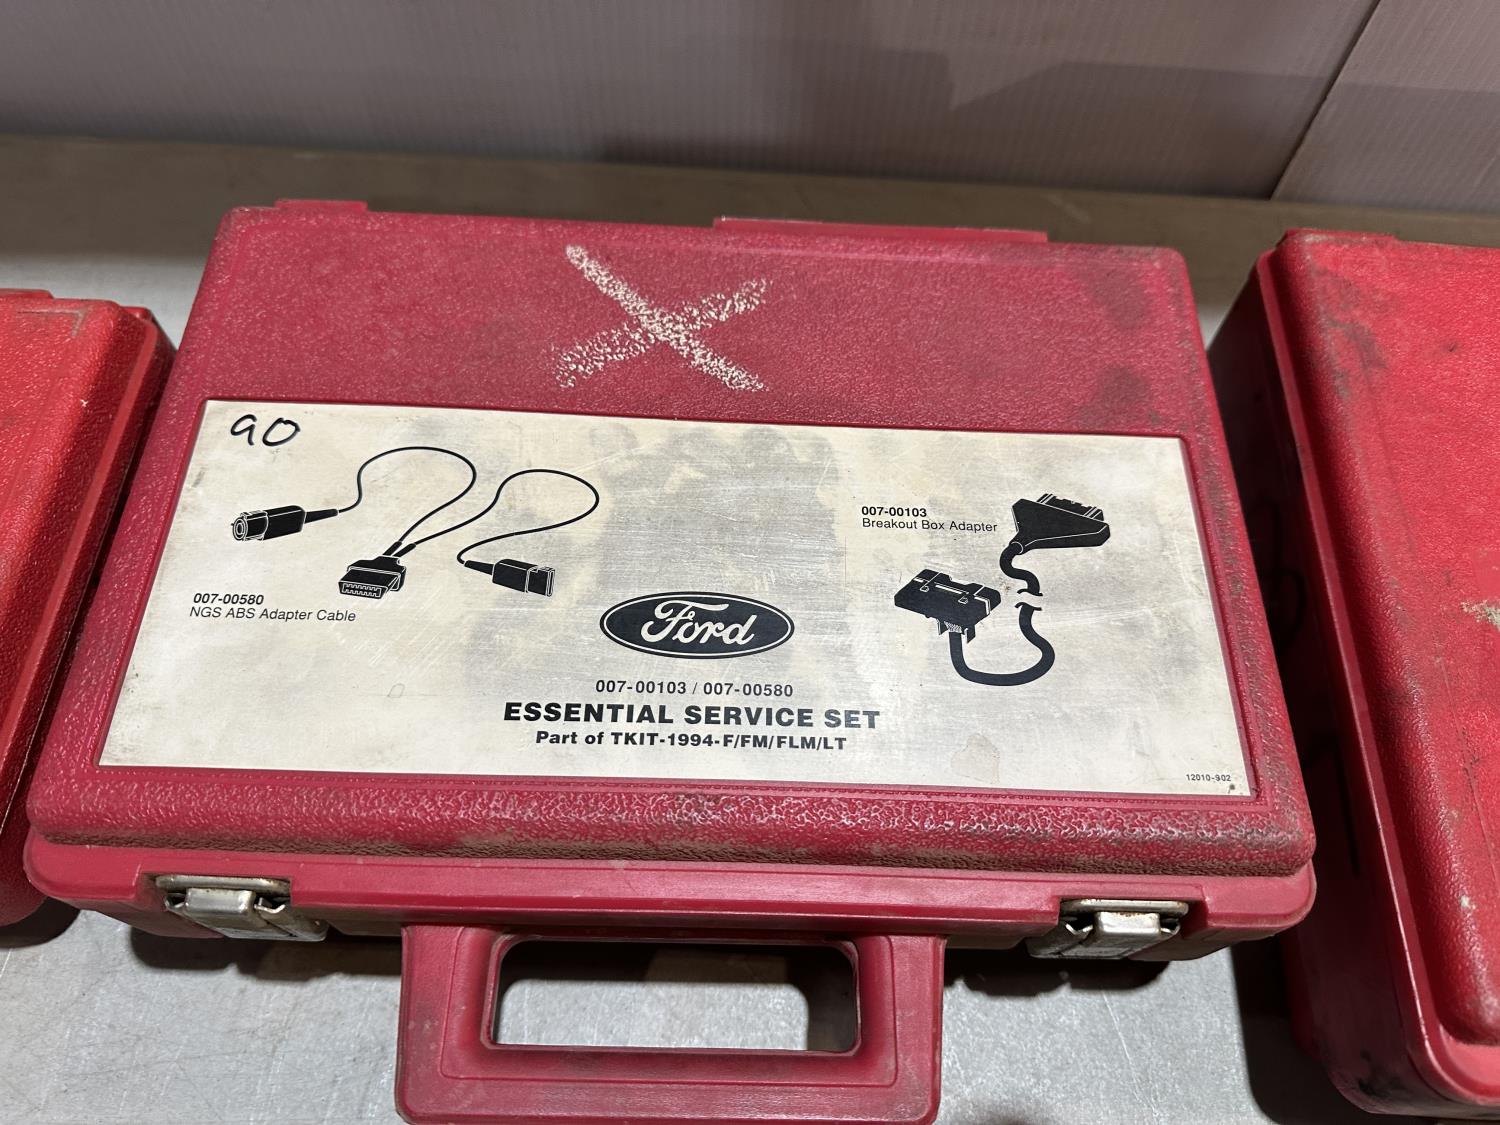 90
007-00103
Breakout Box Adapter
007-00580
NGS ABS Adapter Cable
Ford
007-00103 / 007-00580
ESSENTIAL SERVICE SET
Part of TKIT-1994-F/FM/FLM/LT
12010-902